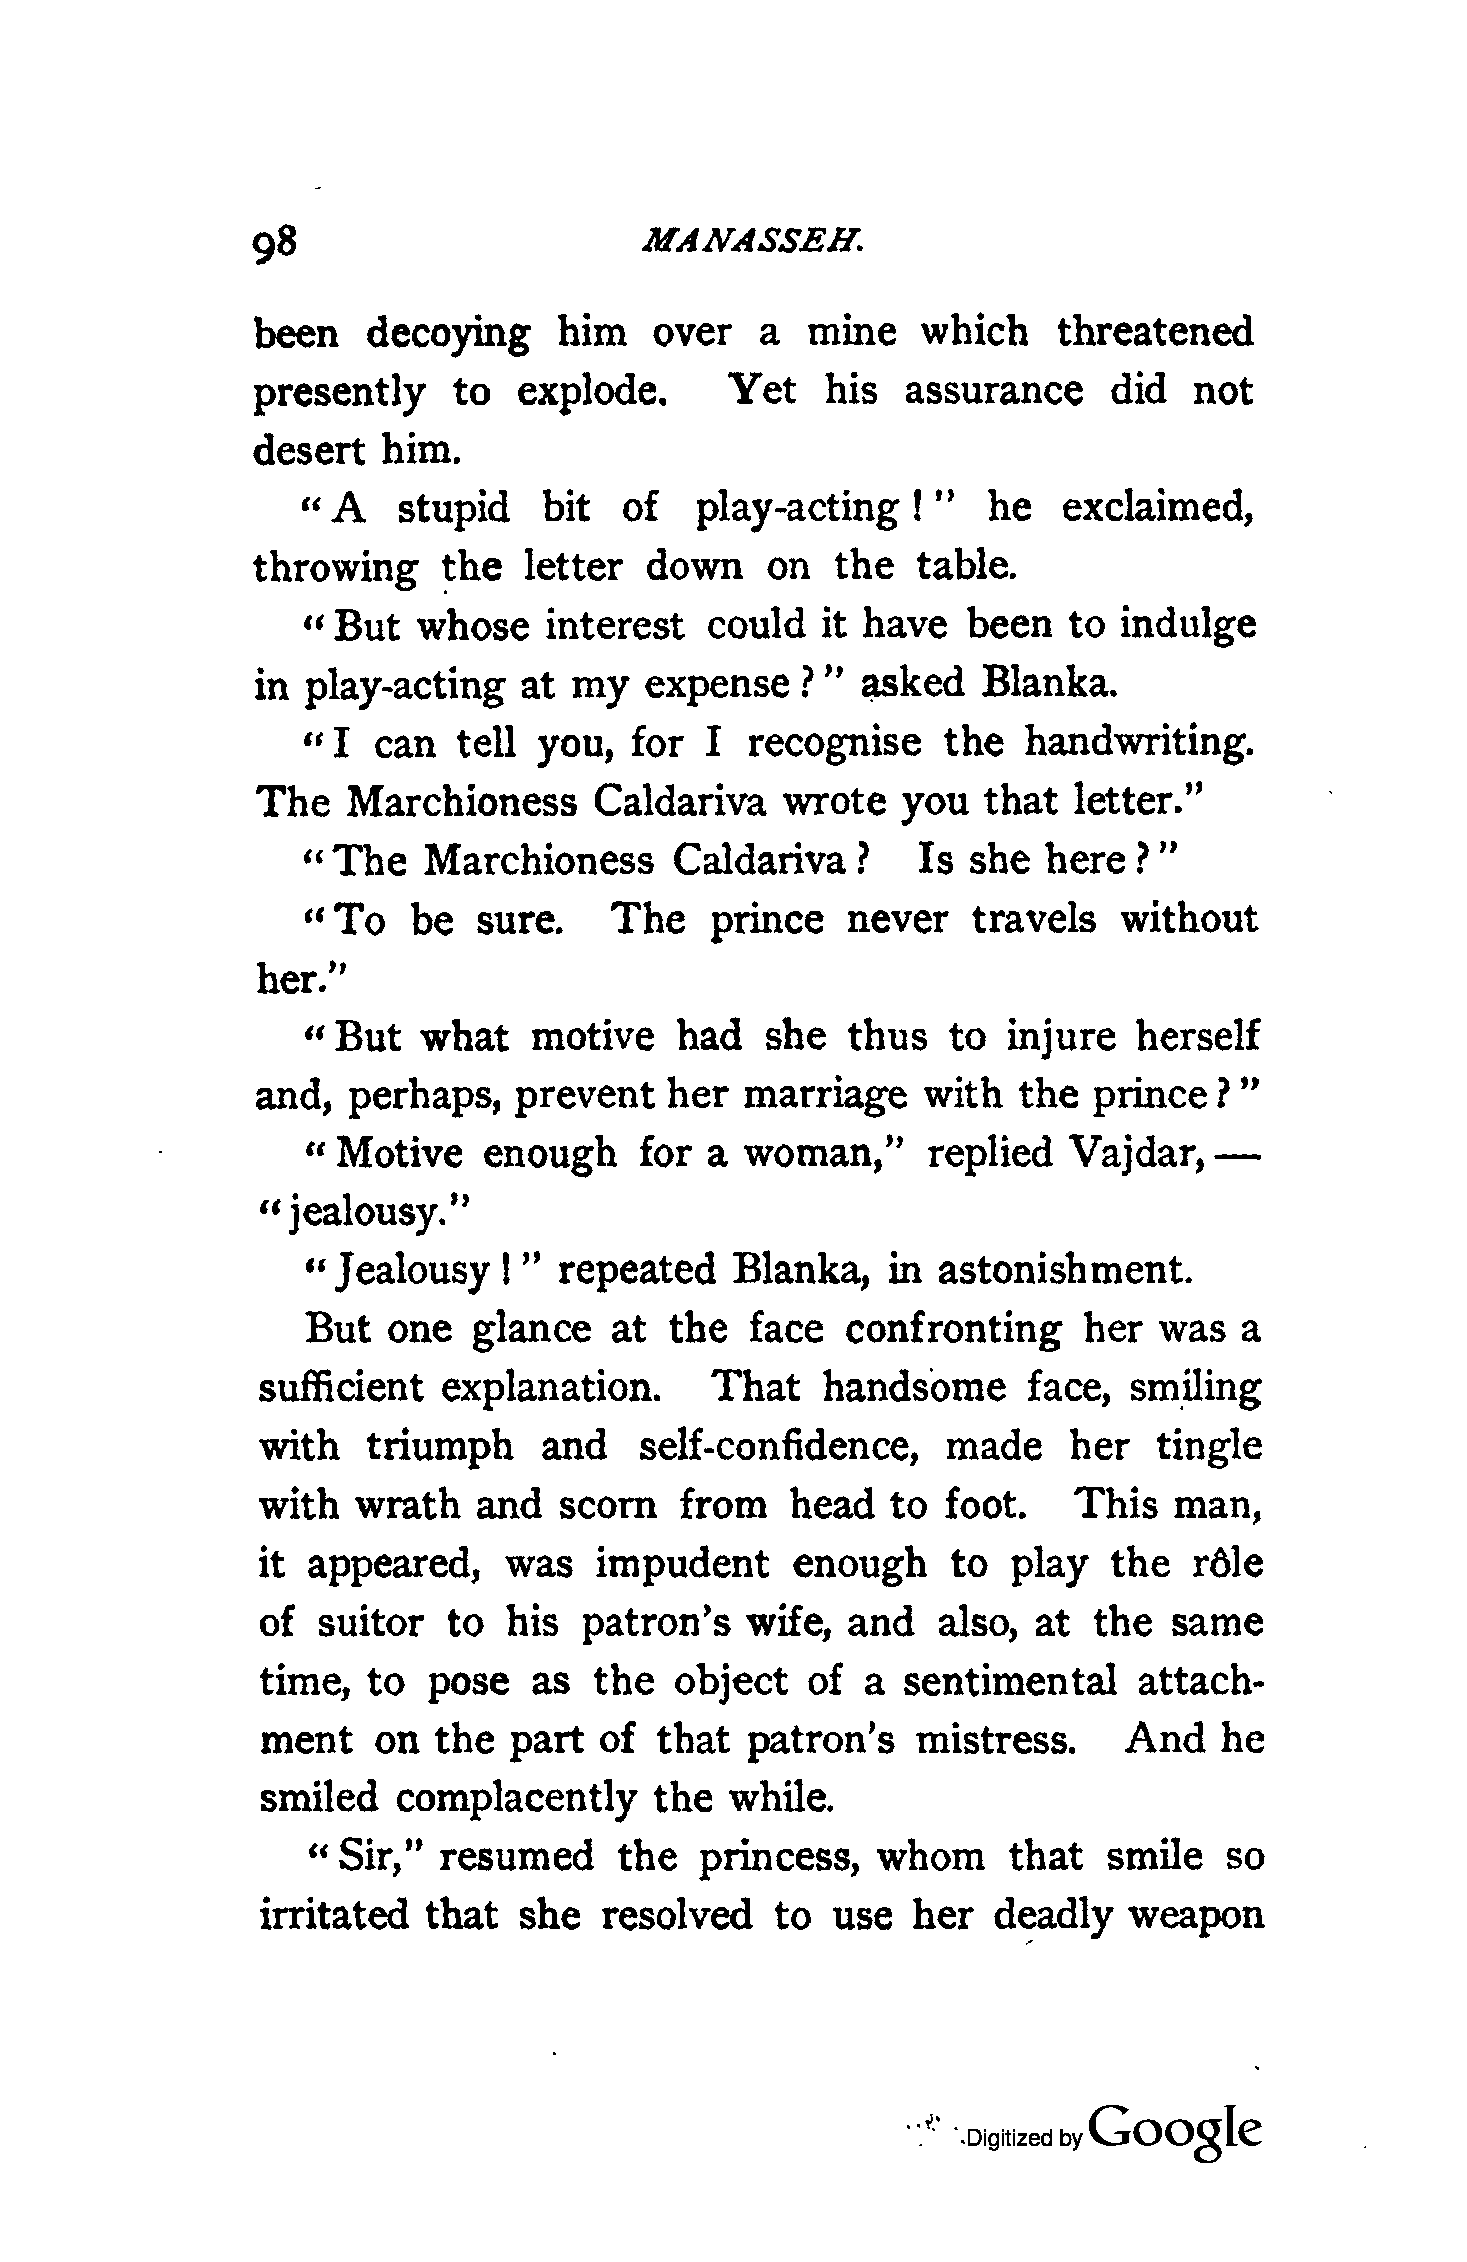 98 MANASSEH.
been decoying him over a mine which threatened
presently to explode. Yet his assurance did not
desert him.
"A stupid bit of play-acting!" he exclaimed,
throwing the letter down on the table.
"But whose interest could it have been to indulge
in play-acting at my expense?" asked Blanka.
"I can tell you, for I recognise the handwriting.
The Marchioness Caldariva wrote you that letter."
"The Marchioness Caldariva? Is she here?"
"To be sure. The prince never travels without
her."
"But what motive had she thus to injure herself
and, perhaps, prevent her marriage with the prince?"
"Motive enough for a woman," replied Vajdar,—
"jealousy."
"Jealousy!" repeated Blanka, in astonishment.
But one glance at the face confronting her was a
sufficient explanation. That handsome face, smiling
with triumph and self-confidence, made her tingle
with wrath and scorn from head to foot. This man,
it appeared, was impudent enough to play the rôle
of suitor to his patron's wife, and also, at the same
time, to pose as the object of a sentimental attach-
ment on the part of that patron's mistress. And he
smiled complacently the while.
"Sir," resumed the princess, whom that smile so
irritated that she resolved to use her deadly weapon
Digitized by Google